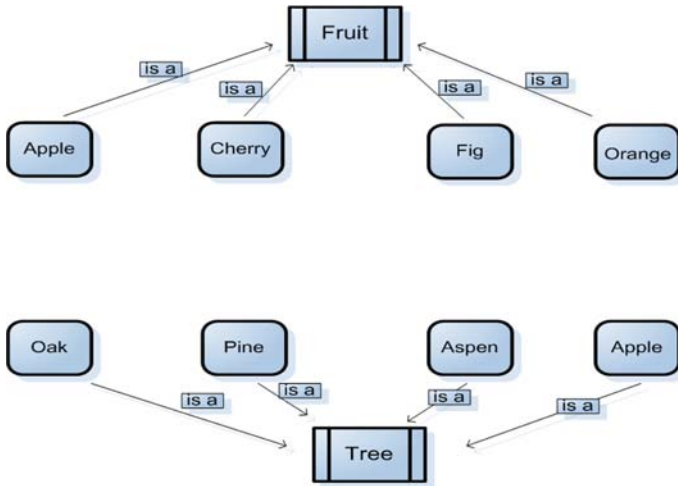 Fruit
is a
is a
is a
is a
Apple
Cherry
Fig
Orange
Oak
Pine
Aspen
Apple
is a
is a
is a
is a
Tree